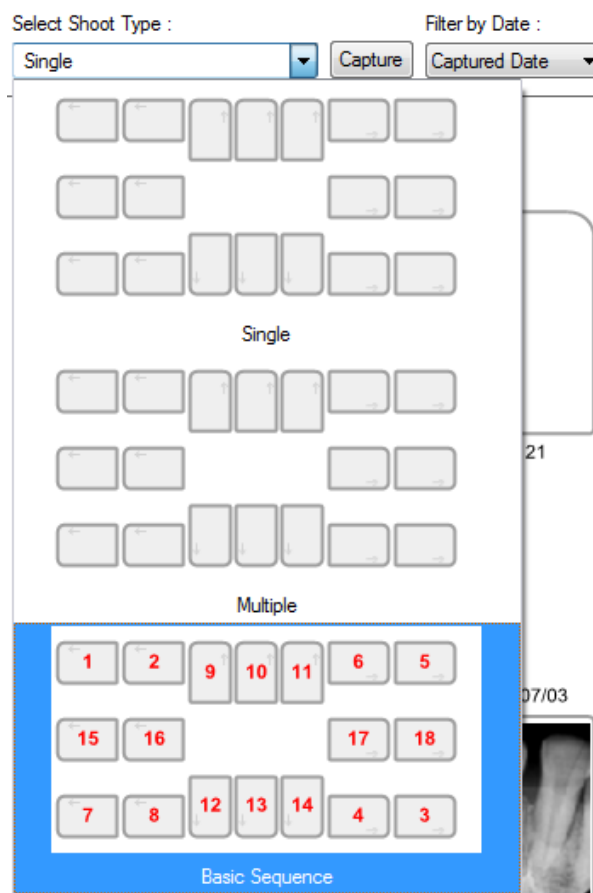 Select Shoot Type :
Filter by Date :
Single
Capture
Captured Date
Single
21
Multiple
1 2 9 10 11 6 5
07/03
15 16 17 18
7 8 12 13 14 4 3
Basic Sequence